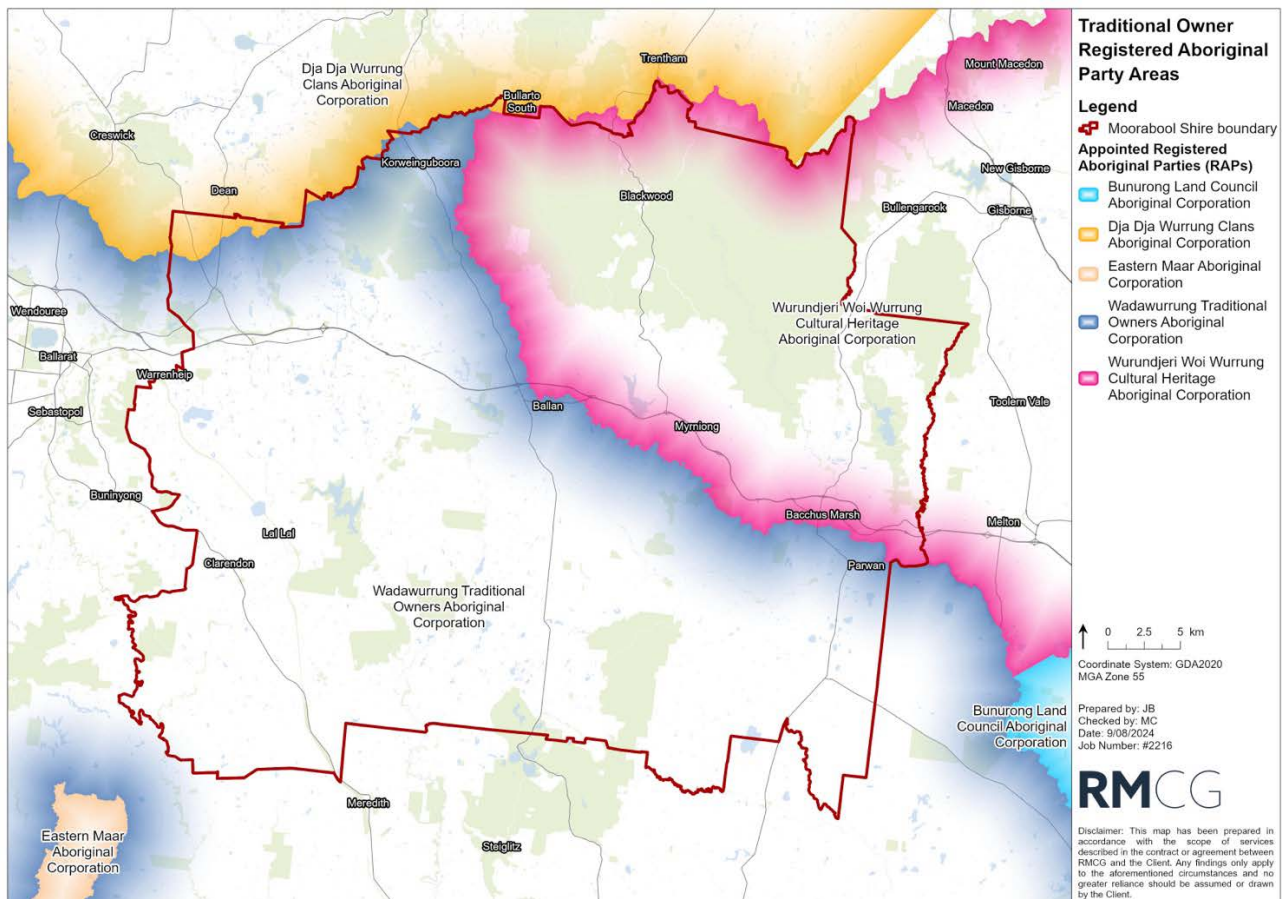 Dja Dja Wurrung
Clans Aboriginal
Corporation
Trentham
Mount Macedon
Bullarto
South
Macedon
Creswick
Korweinguboora
New Gisborne
Dean
Blackwood
Bullengarook
Gisborne
Wendouree
Wurundjeri Woi Wurrung
Cultural Heritage
Aboriginal Corporation
Ballarat
Warrenheip
Sebastopol
Ballan
Toolern Vale
Myrniong
Buninyong
Bacchus Marsh
Melton
Lal Lal
Clarendon
Parwan
Wadawurrung Traditional
Owners Aboriginal
Corporation
Bunurong Land
Council Aboriginal
Corporation
Meredith
Eastern Maar
Aboriginal
Corporation
Steiglitz
Traditional Owner
Registered Aboriginal
Party Areas
Legend
Moorabool Shire boundary
Appointed Registered
Aboriginal Parties (RAPs)
Bunurong Land Council
Aboriginal Corporation
Dja Dja Wurrung Clans
Aboriginal Corporation
Eastern Maar Aboriginal
Corporation
Wadawurrung Traditional
Owners Aboriginal
Corporation
Wurundjeri Woi Wurrung
Cultural Heritage
Aboriginal Corporation
0 2.5 5 km
Coordinate System: GDA2020
MGA Zone 55
Prepared by: JB
Checked by: MC
Date: 9/08/2024
Job Number: #2216
RMCG
Disclaimer: This map has been prepared in
accordance with the scope of services
described in the contract or agreement between
RMCG and the Client. Any findings only apply
to the aforementioned circumstances and no
greater reliance should be assumed or drawn
by the Client.